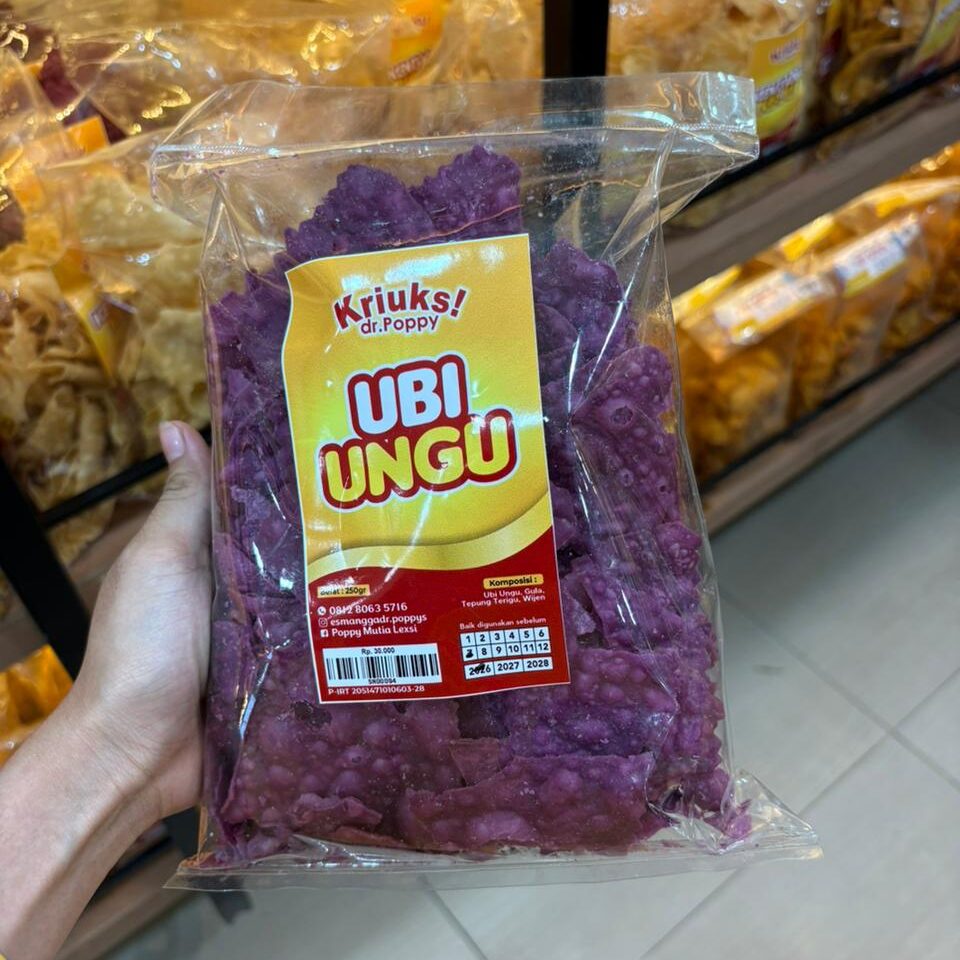 Kriuks!
dr.Poppy
UBI
UNGU
Berat : 250gr
0812 8063 5716
esmanggadr.poppys
Poppy Mutia Lexsi
Rp. 30.000
SN00094
P-IRT 2051471010603-28
Komposisi :
Ubi Ungu, Gula,
Tepung Terigu, Wijen
Baik digunakan sebelum
1 2 3 4 5 6
7 8 9 10 11 12
2026 2027 2028
Kriuks!